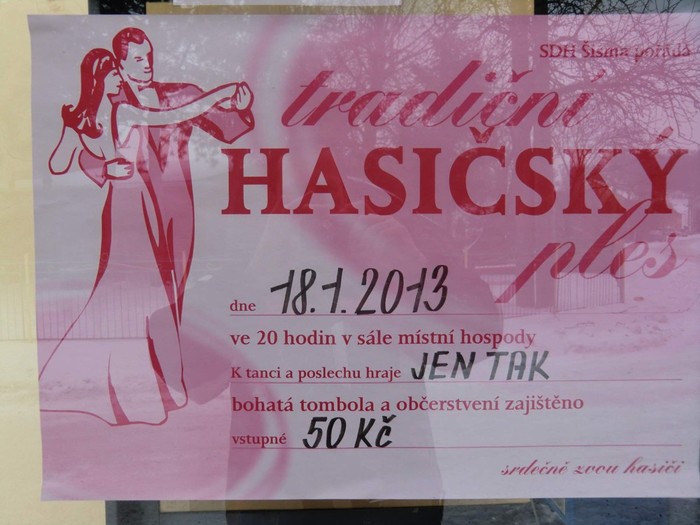 SDH Šišma pořádá
tradiční
HASIČSKÝ
ples
dne 18.1.2013
ve 20 hodin v sále místní hospody
K tanci a poslechu hraje JEN TAK
bohatá tombola a občerstvení zajištěno
vstupné 50 Kč
srdečně zvou hasiči